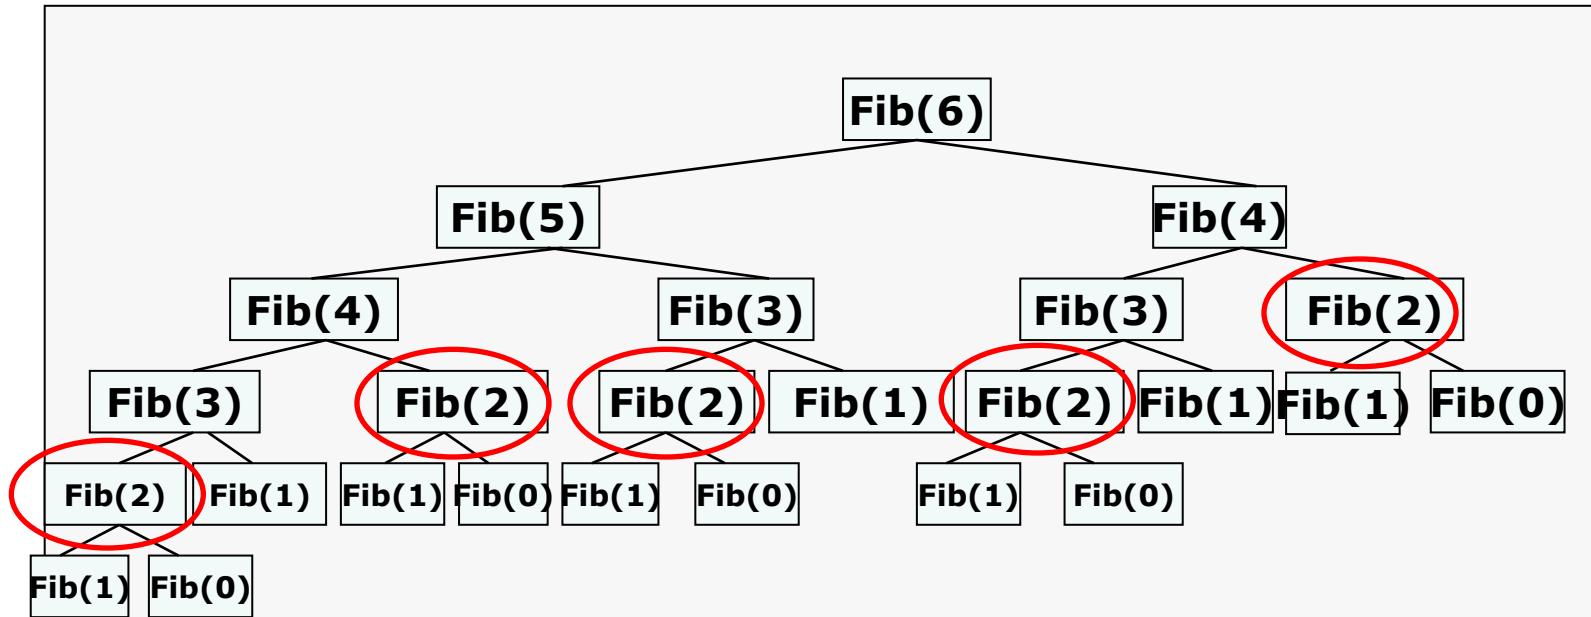 Fib(6)
Fib(5) Fib(4)
Fib(4) Fib(3) Fib(3) Fib(2)
Fib(3) Fib(2) Fib(2) Fib(1) Fib(2) Fib(1) Fib(1) Fib(0)
Fib(2) Fib(1) Fib(1) Fib(0) Fib(1) Fib(0) Fib(1) Fib(0)
Fib(1) Fib(0)